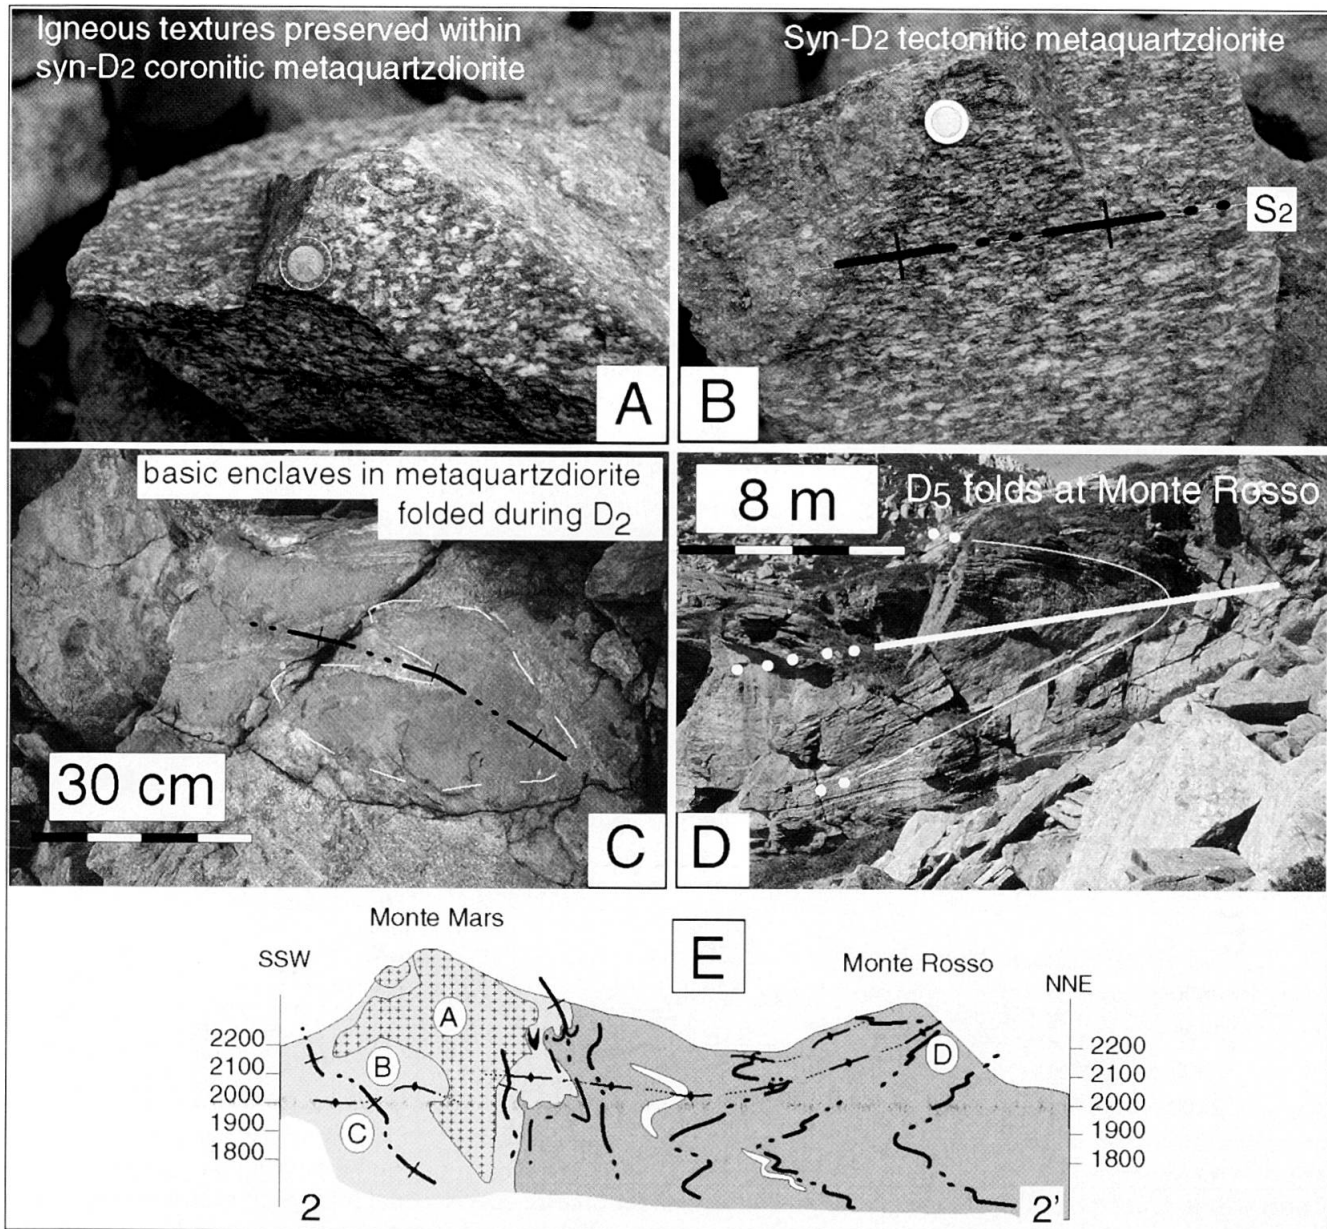 Igneous textures preserved within
syn-D2 coronitic metaquartzdiorite
A
Syn-D2 tectonitic metaquartzdiorite
S2
B
basic enclaves in metaquartzdiorite
folded during D2
30 cm
C
8 m
D5 folds at Monte Rosso
D
E
Monte Mars
SSW
Monte Rosso
NNE
A
B
C
D
2200
2100
2000
1900
1800
2200
2100
2000
1900
1800
2
2'